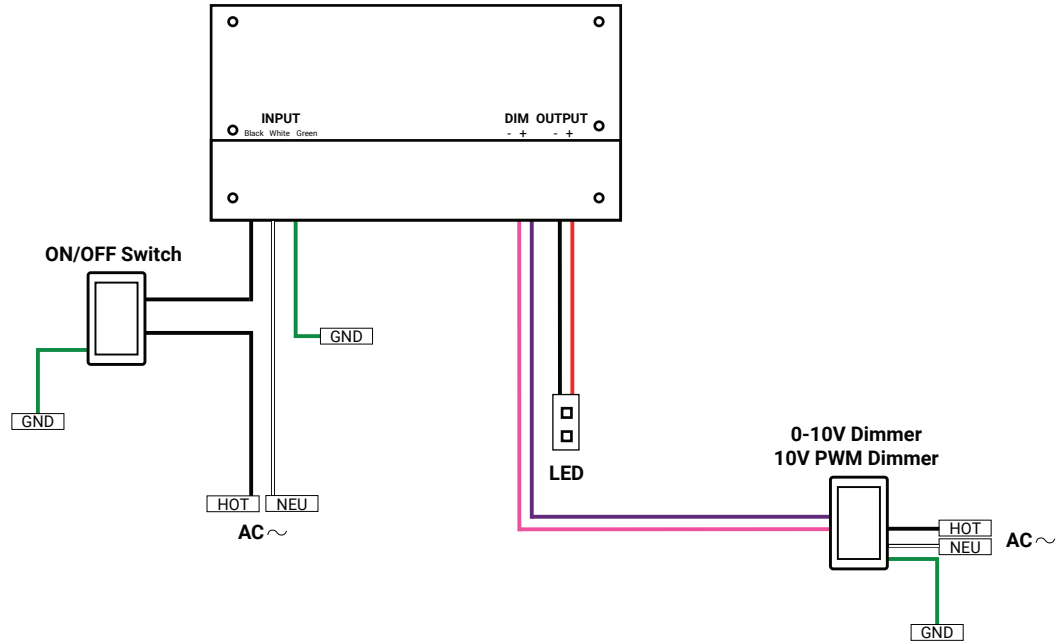 INPUT
Black White Green
DIM OUTPUT
- + - +
ON/OFF Switch
GND
GND
HOT NEU
AC
LED
0-10V Dimmer
10V PWM Dimmer
HOT
NEU
AC
GND